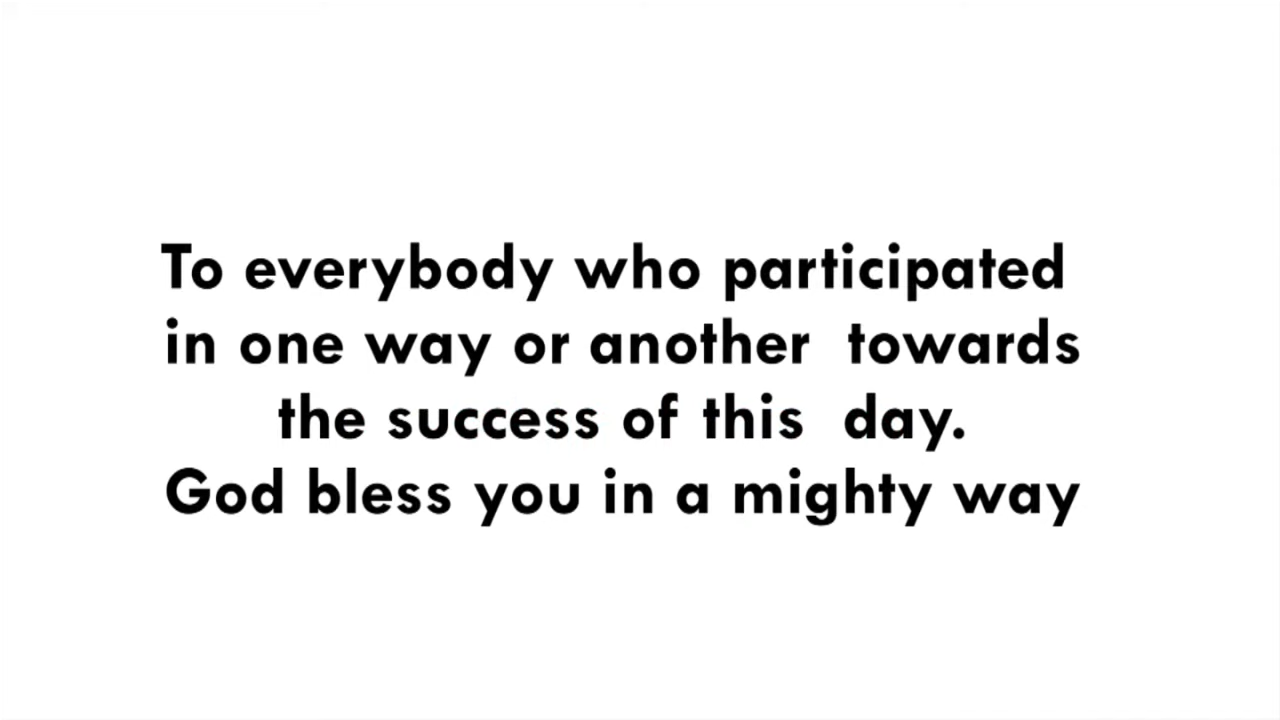 To everybody who participated
in one way or another  towards
the success of this  day.
God bless you in a mighty way